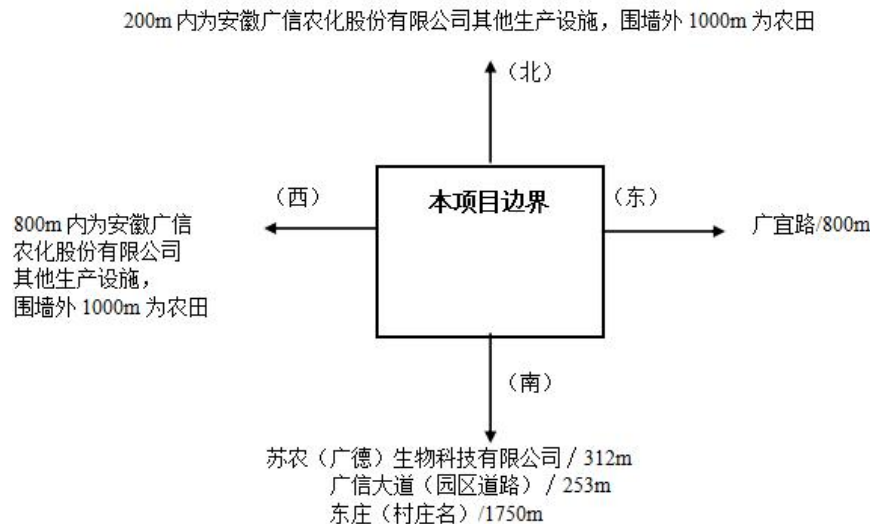 200m 内为安徽广信农化股份有限公司其他生产设施，围墙外 1000m 为农田
（北）
（西）
本项目边界
（东）
800m 内为安徽广信
农化股份有限公司
其他生产设施，
围墙外 1000m 为农田
广宜路/800m
（南）
苏农（广德）生物科技有限公司 / 312m
广信大道（园区道路） / 253m
东庄（村庄名）/1750m